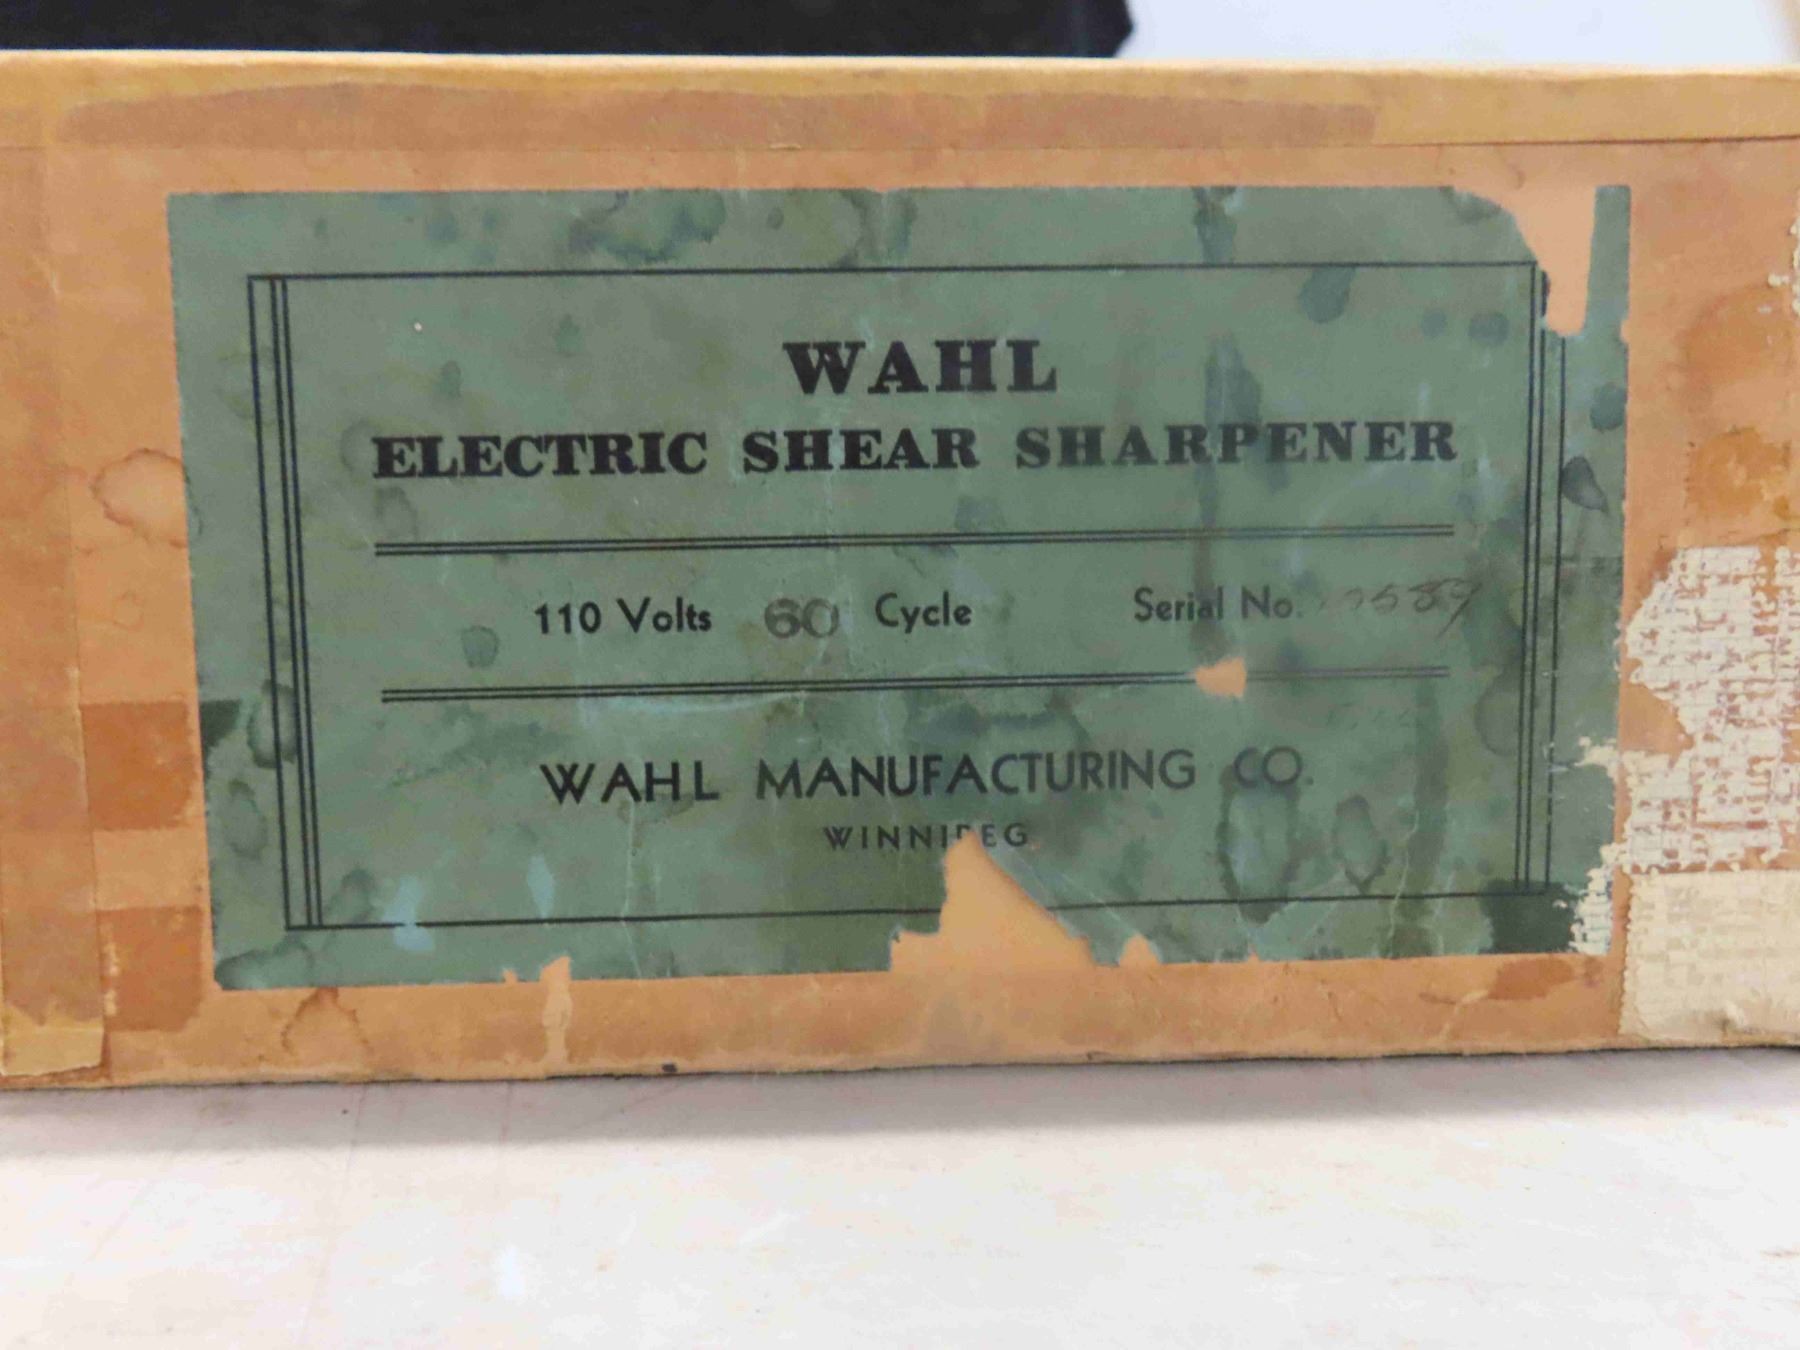 WAHL
ELECTRIC SHEAR SHARPENER
110 Volts 60 Cycle Serial No.
WAHL MANUFACTURING CO.
WINNIPEG